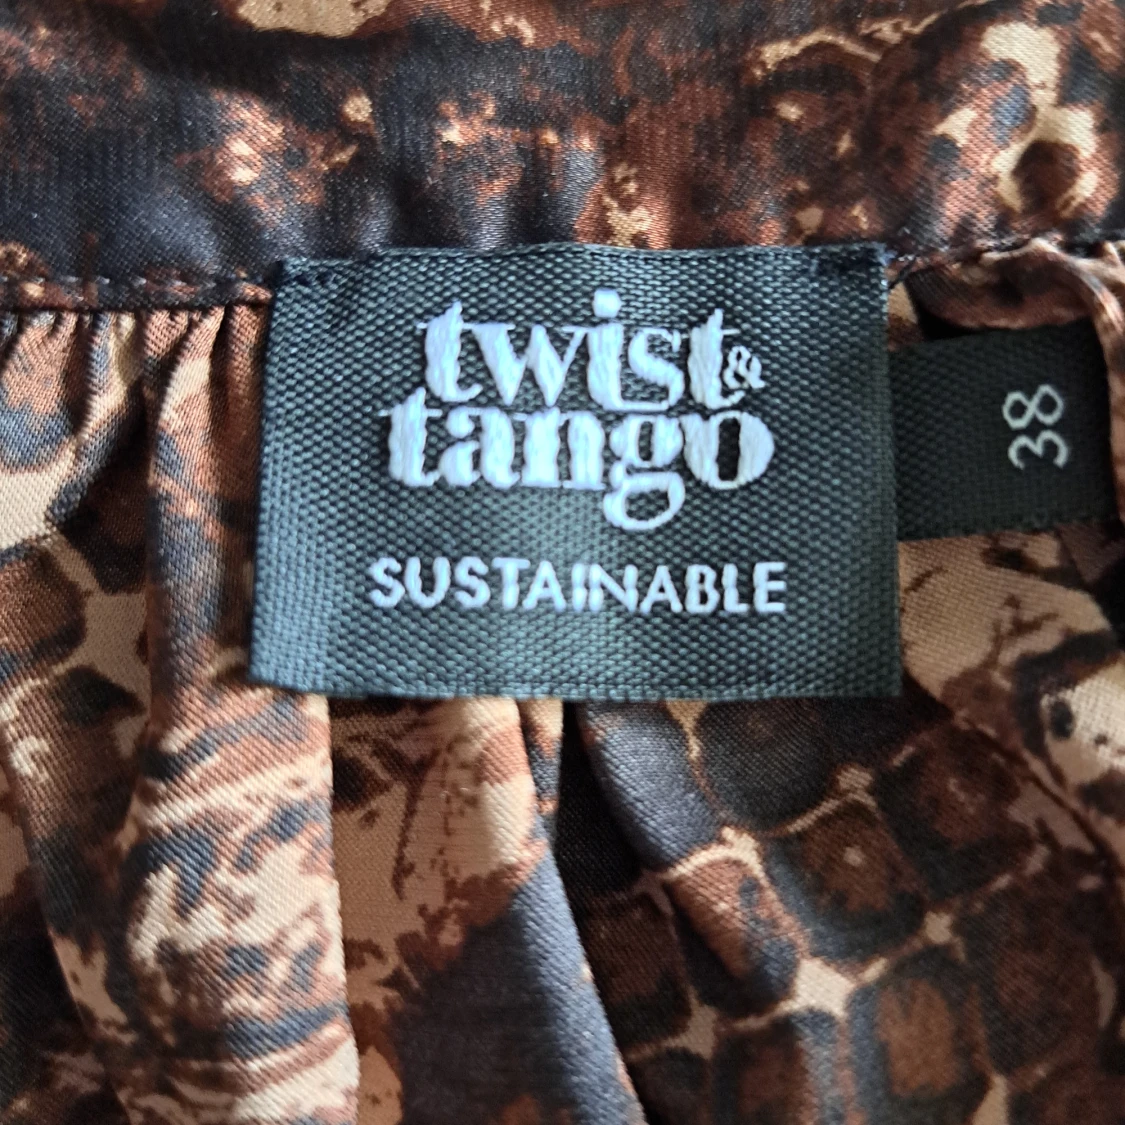 twist&
tango
SUSTAINABLE
38